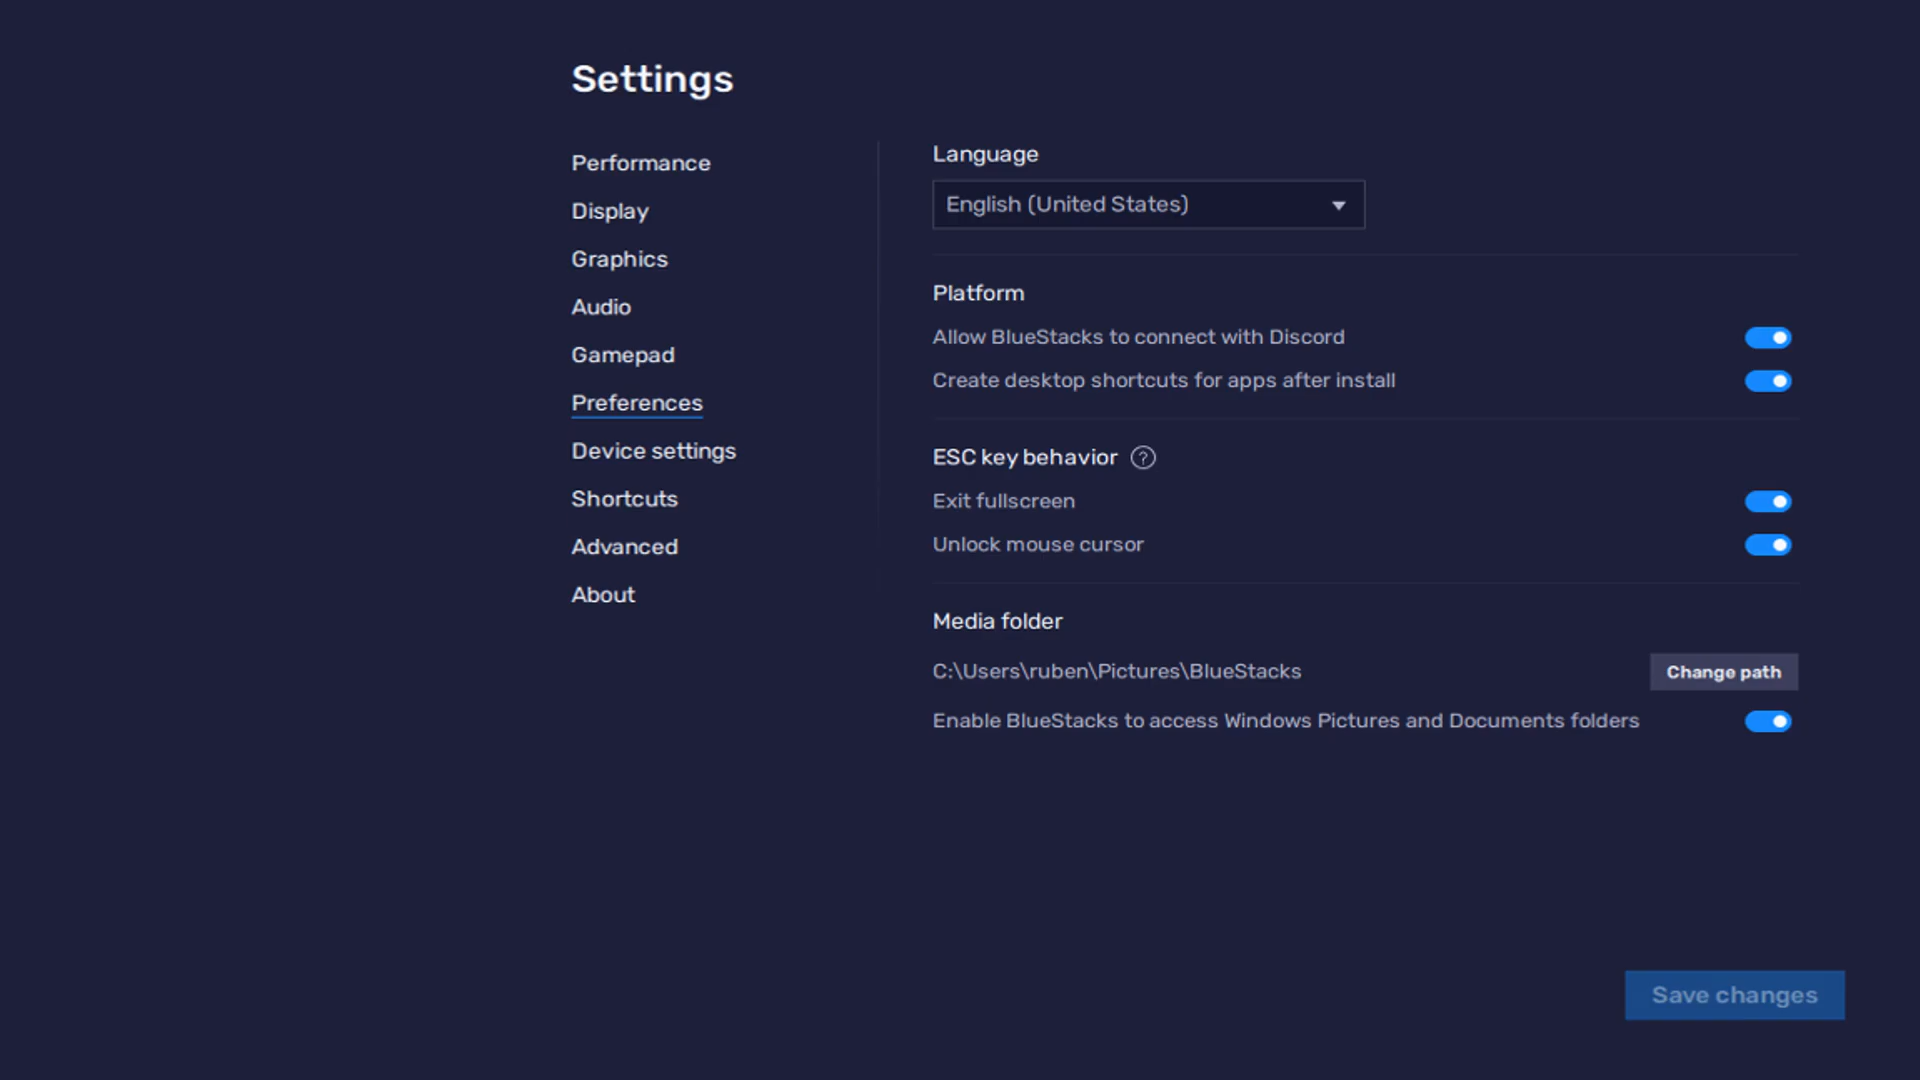 Settings
Performance
Display
Graphics
Audio
Gamepad
Preferences
Device settings
Shortcuts
Advanced
About
Language
English (United States)
Platform
Allow BlueStacks to connect with Discord
Create desktop shortcuts for apps after install
ESC key behavior ?
Exit fullscreen
Unlock mouse cursor
Media folder
C:\Users\ruben\Pictures\BlueStacks
Change path
Enable BlueStacks to access Windows Pictures and Documents folders
Save changes